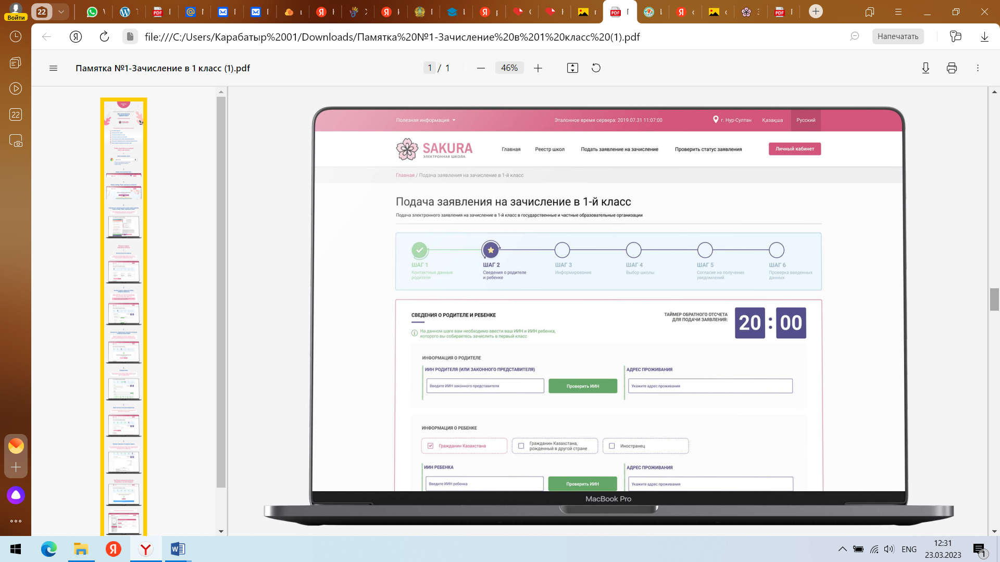 Войти
22
file:///C:/Users/Карабатыр%2001/Downloads/Памятка%20№1-Зачисление%20в%201%20класс%20(1).pdf
Напечатать
22
Памятка №1-Зачисление в 1 класс (1).pdf
1 / 1
46%
Полезная информация
Эталонное время сервера: 2019.07.31 11:07:00
г. Нур-Султан
Қазақша
Русский
SAKURA
ЭЛЕКТРОННАЯ ШКОЛА
Главная
Реестр школ
Подать заявление на зачисление
Проверить статус заявления
Личный кабинет
Главная / Подача заявления на зачисление в 1-й класс
Подача заявления на зачисление в 1-й класс
Подача электронного заявления на зачисление в 1-й класс в государственные и частные образовательные организации
ШАГ 1
Контактные данные
родителя
ШАГ 2
Сведения о родителе
и ребенке
ШАГ 3
Информирование
ШАГ 4
Выбор школы
ШАГ 5
Согласие на получение
уведомлений
ШАГ 6
Проверка введенных
данных
СВЕДЕНИЯ О РОДИТЕЛЕ И РЕБЕНКЕ
ТАЙМЕР ОБРАТНОГО ОТСЧЕТА
ДЛЯ ПОДАЧИ ЗАЯВЛЕНИЯ:
20 : 00
На данном шаге вам необходимо ввести ваш ИИН и ИИН ребенка,
которого вы собираетесь зачислить в первый класс
ИНФОРМАЦИЯ О РОДИТЕЛЕ
ИИН РОДИТЕЛЯ (ИЛИ ЗАКОННОГО ПРЕДСТАВИТЕЛЯ)
АДРЕС ПРОЖИВАНИЯ
Введите ИИН законного представителя
Проверить ИИН
Укажите адрес проживания
ИНФОРМАЦИЯ О РЕБЕНКЕ
Гражданин Казахстана
Гражданин Казахстана,
рожденный в другой стране
Иностранец
ИИН РЕБЕНКА
АДРЕС ПРОЖИВАНИЯ
Введите ИИН ребенка
Проверить ИИН
Укажите адрес проживания
MacBook Pro
ENG
12:31
23.03.2023
1